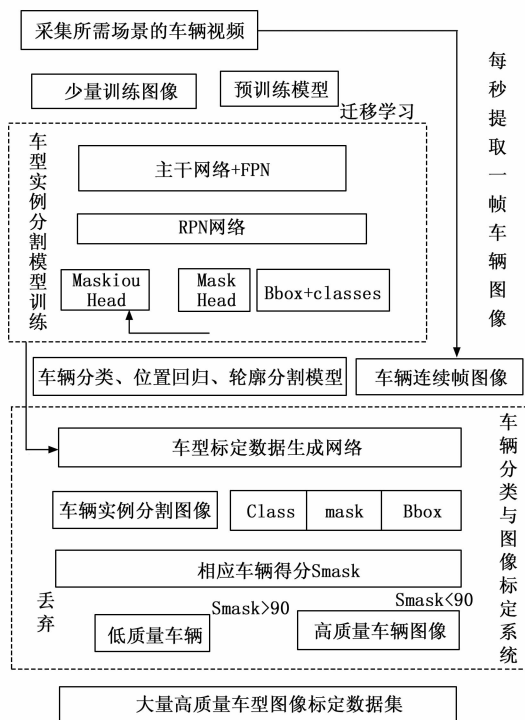 采集所需场景的车辆视频
少量训练图像
预训练模型
迁移学习
每秒提取一帧车辆图像
车型实例分割模型训练
主干网络+FPN
RPN网络
Maskiou
Head
Mask
Head
Bbox+classes
车辆分类、位置回归、轮廓分割模型
车辆连续帧图像
车型标定数据生成网络
车辆实例分割图像
Class
mask
Bbox
车辆分类与图像标定系统
相应车辆得分Smask
丢弃
Smask>90
Smask<90
低质量车辆
高质量车辆图像
大量高质量车型图像标定数据集